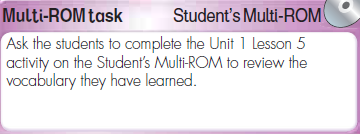 Multi-ROM task Student's Multi-ROM
Ask the students to complete the Unit 1 Lesson 5
activity on the Student's Multi-ROM to review the
vocabulary they have learned.